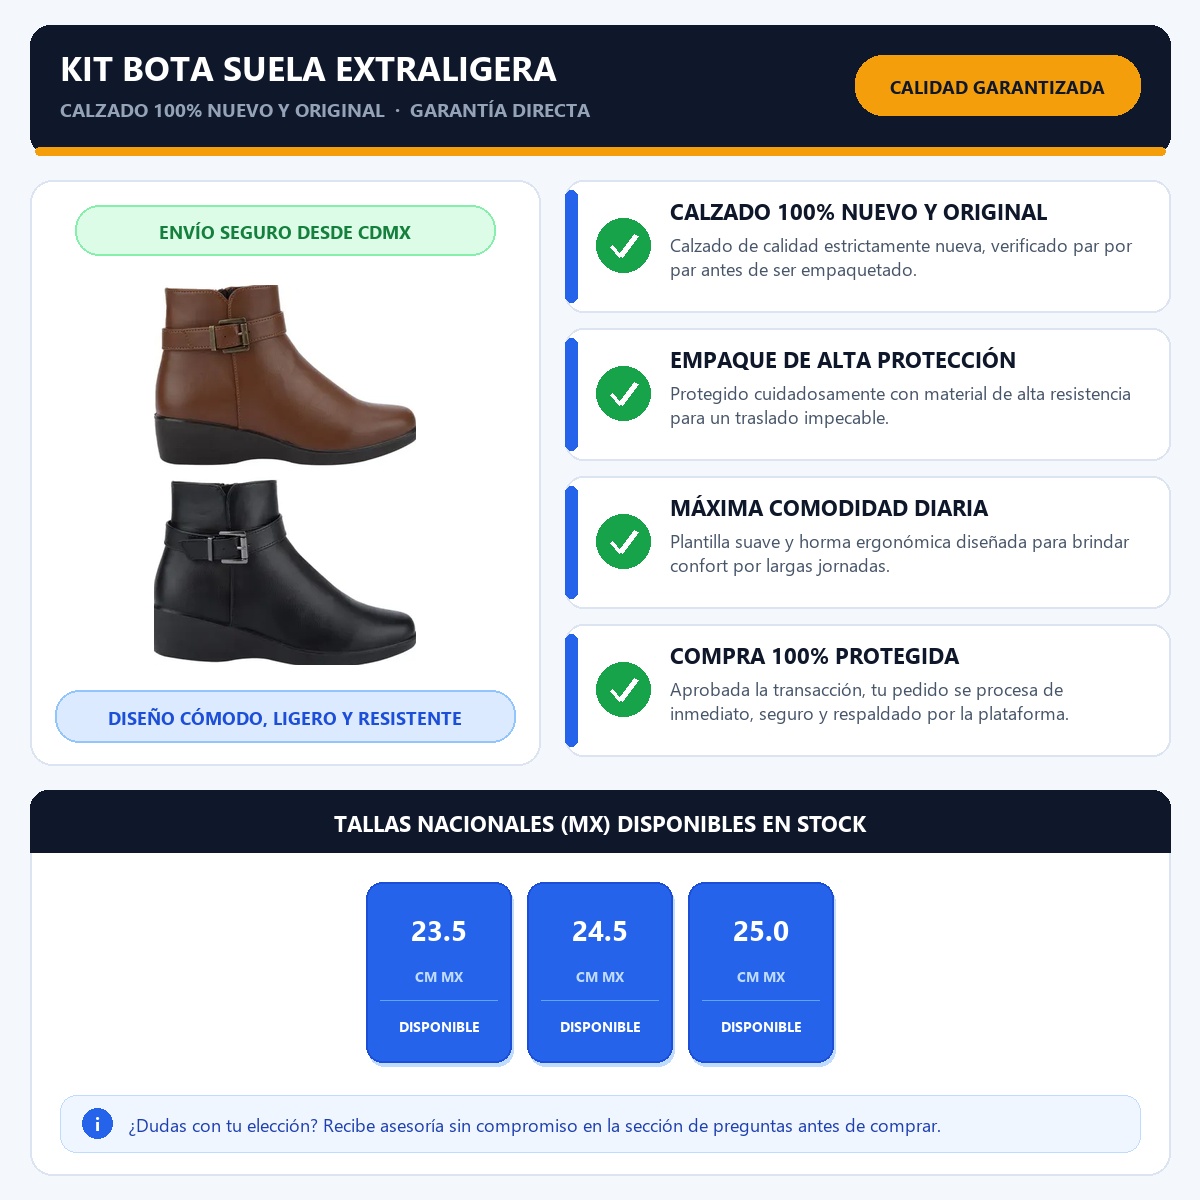 KIT BOTA SUELA EXTRALIGERA
CALZADO 100% NUEVO Y ORIGINAL · GARANTÍA DIRECTA
CALIDAD GARANTIZADA
ENVÍO SEGURO DESDE CDMX
DISEÑO CÓMODO, LIGERO Y RESISTENTE
CALZADO 100% NUEVO Y ORIGINAL
Calzado de calidad estrictamente nueva, verificado par por
par antes de ser empaquetado.
EMPAQUE DE ALTA PROTECCIÓN
Protegido cuidadosamente con material de alta resistencia
para un traslado impecable.
MÁXIMA COMODIDAD DIARIA
Plantilla suave y horma ergonómica diseñada para brindar
confort por largas jornadas.
COMPRA 100% PROTEGIDA
Aprobada la transacción, tu pedido se procesa de
inmediato, seguro y respaldado por la plataforma.
TALLAS NACIONALES (MX) DISPONIBLES EN STOCK
23.5
CM MX
DISPONIBLE
24.5
CM MX
DISPONIBLE
25.0
CM MX
DISPONIBLE
¿Dudas con tu elección? Recibe asesoría sin compromiso en la sección de preguntas antes de comprar.